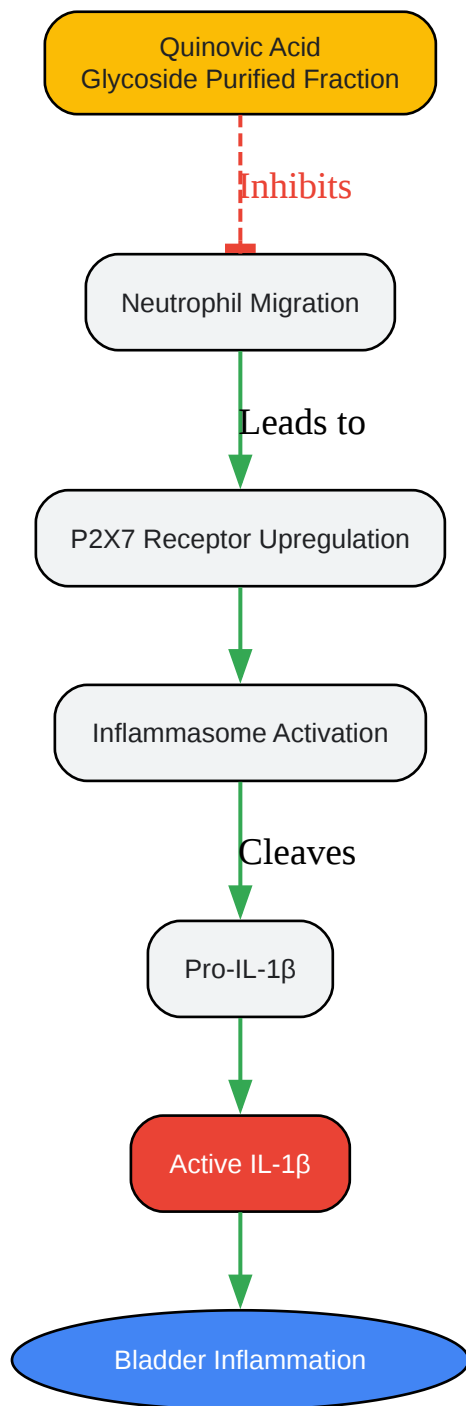 Quinovic Acid
Glycoside Purified Fraction
Inhibits
Neutrophil Migration
Leads to
P2X7 Receptor Upregulation
Inflammasome Activation
Cleaves
Pro-IL-1β
Active IL-1β
Bladder Inflammation